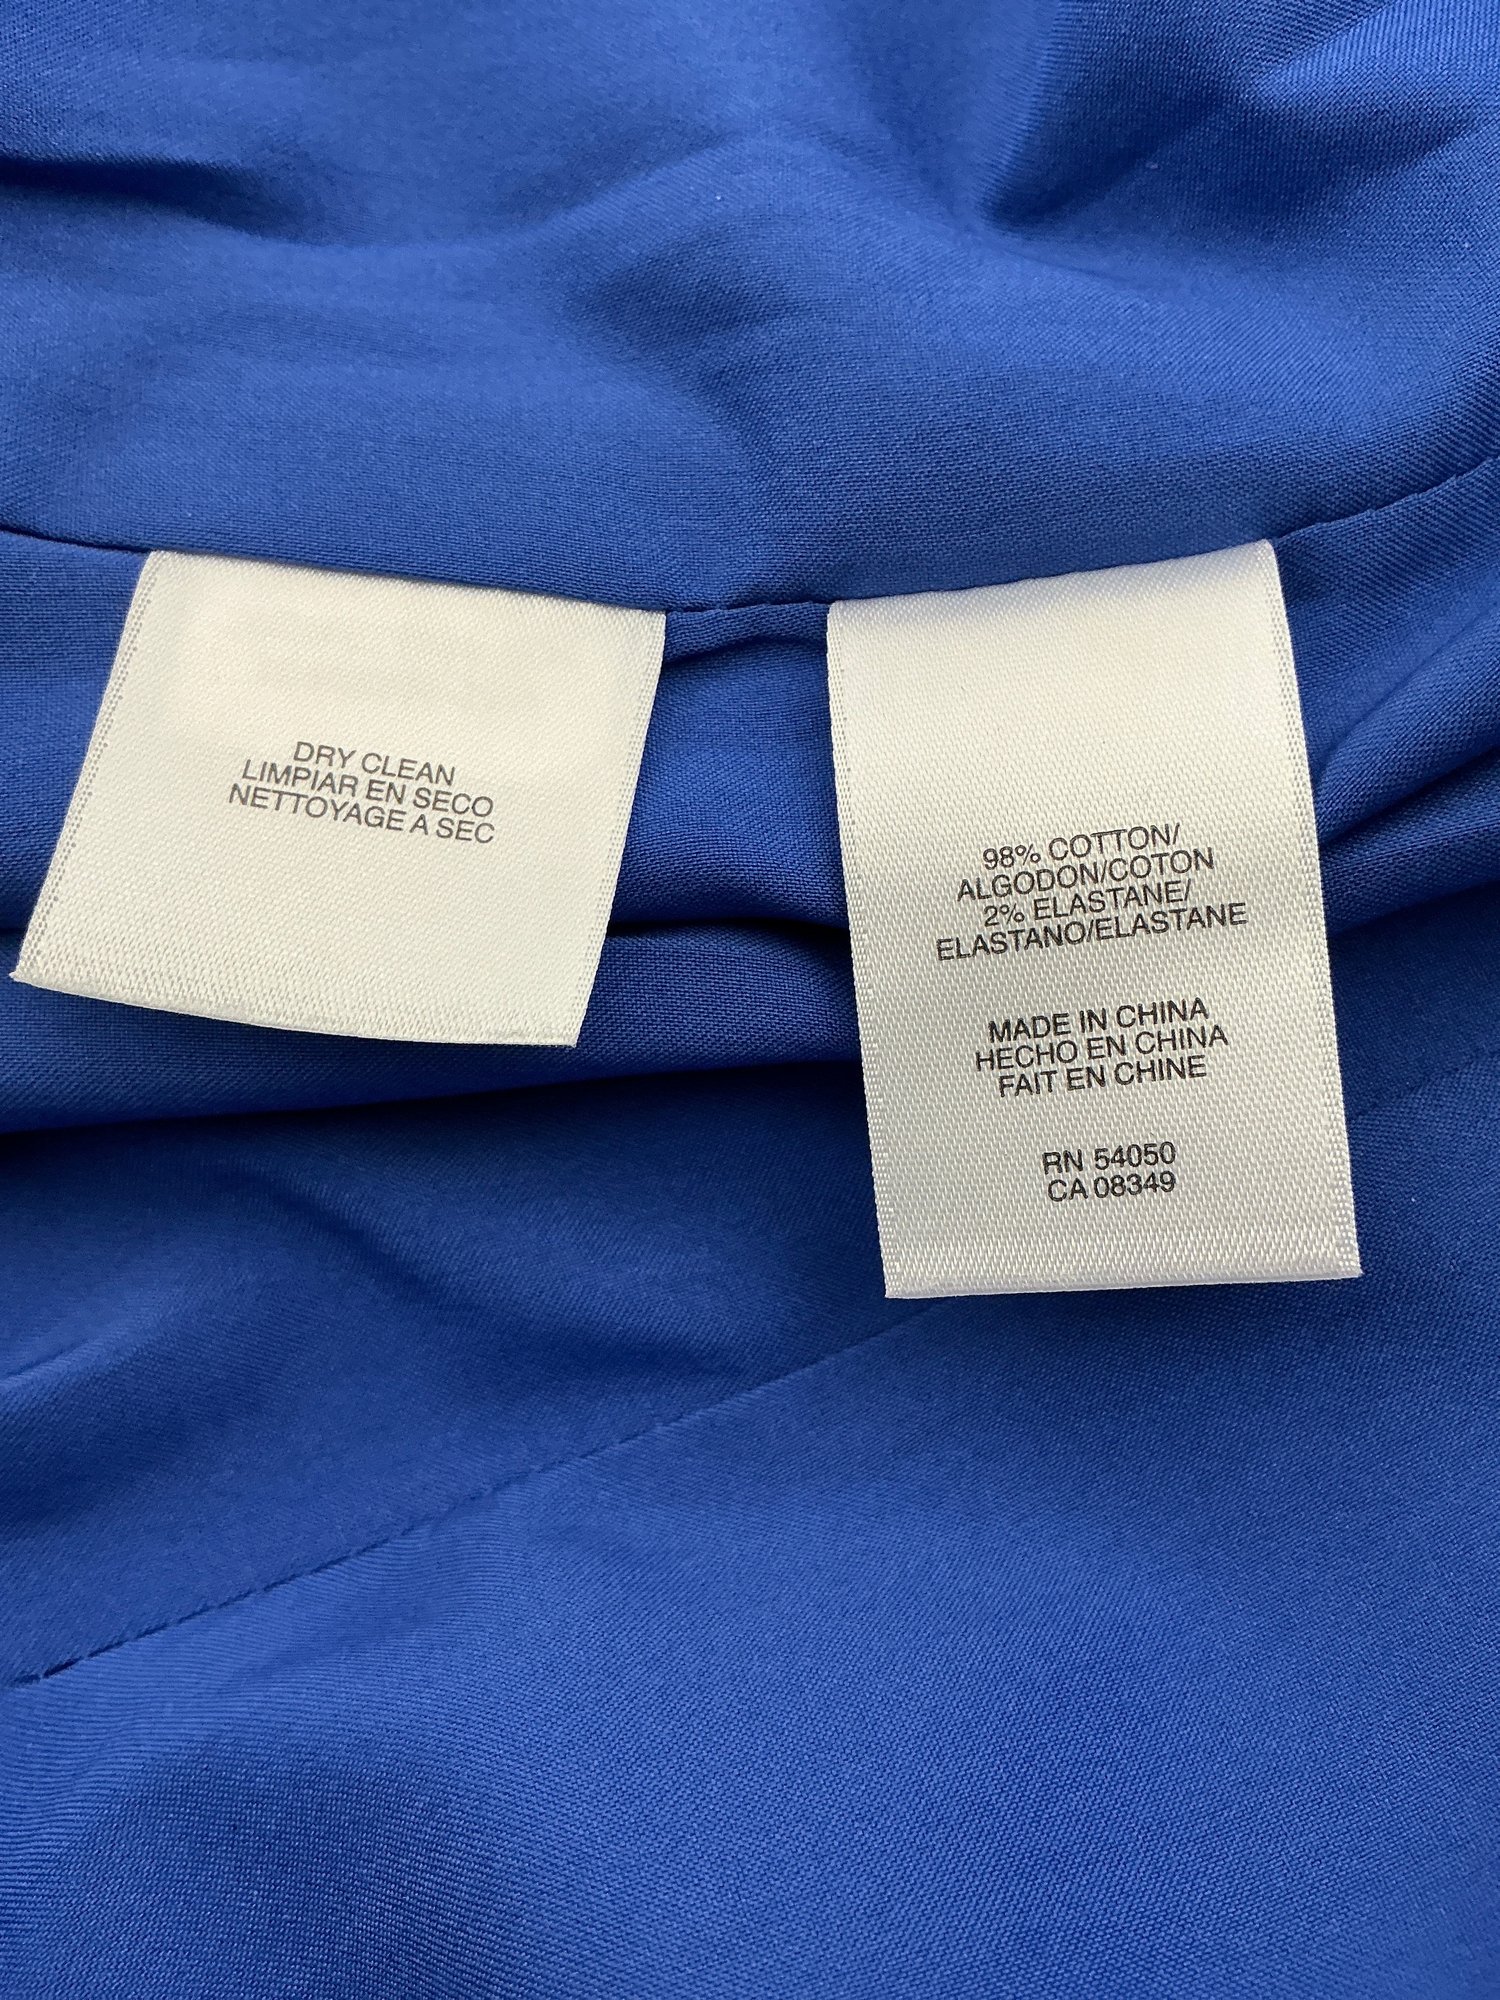 DRY CLEAN
LIMPIAR EN SECO
NETTOYAGE A SEC
98% COTTON/
ALGODON/COTON
2% ELASTANE/
ELASTANO/ELASTANE
MADE IN CHINA
HECHO EN CHINA
FAIT EN CHINE
RN 54050
CA 08349